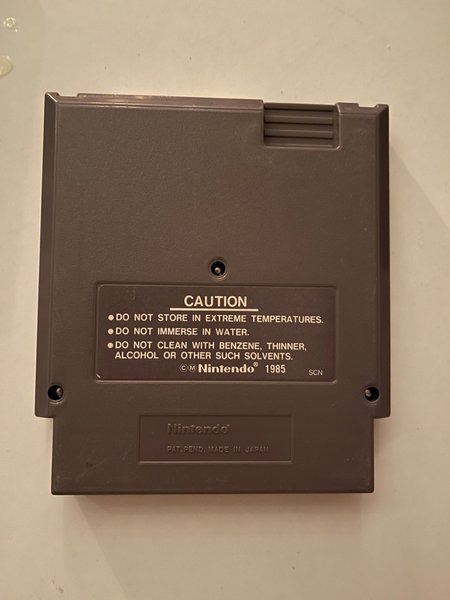 CAUTION
● DO NOT STORE IN EXTREME TEMPERATURES.
● DO NOT IMMERSE IN WATER.
● DO NOT CLEAN WITH BENZENE, THINNER,
ALCOHOL OR OTHER SUCH SOLVENTS.
ⒸⓂ Nintendo® 1985 SCN
Nintendo®
PAT. PEND. MADE IN JAPAN